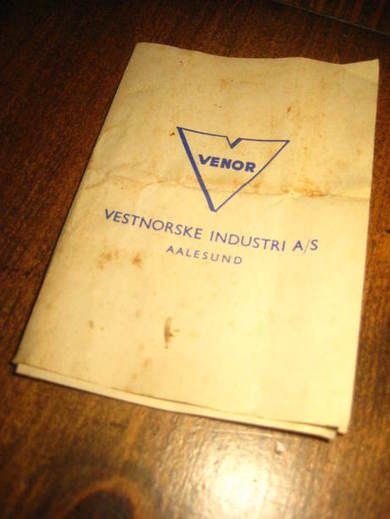 VENOR
VESTNORSKE INDUSTRI A/S
AALESUND